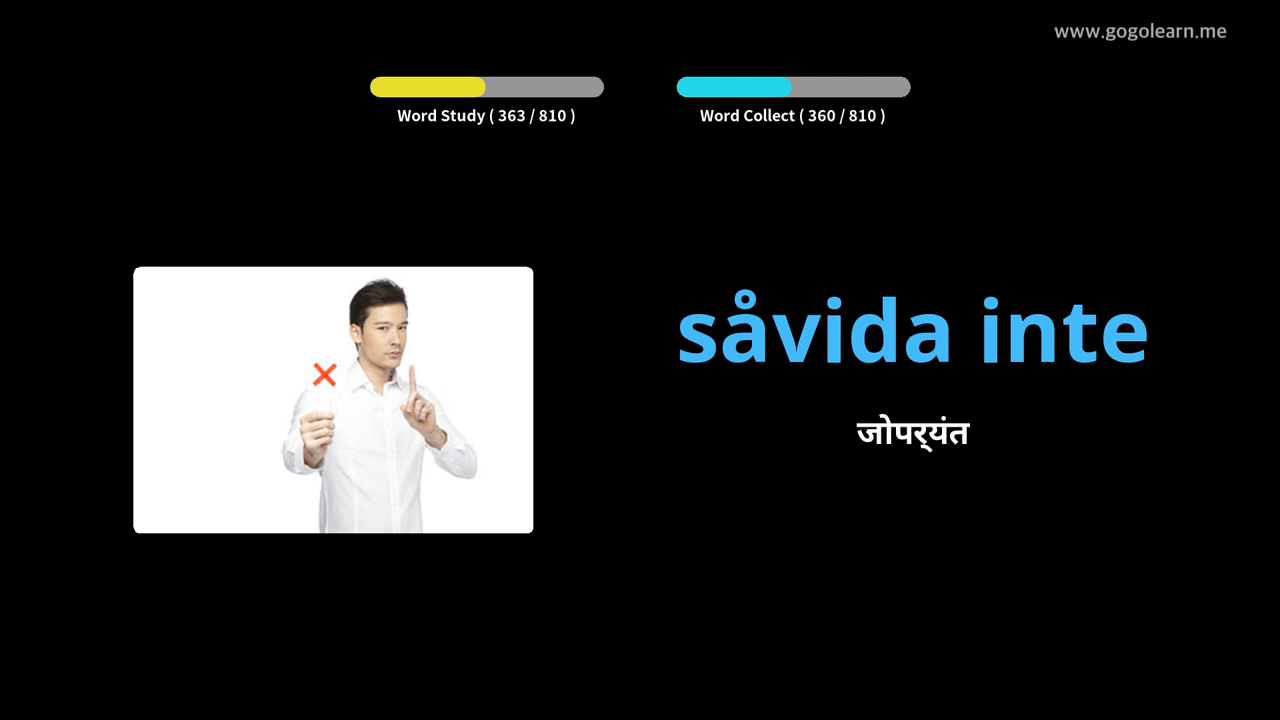 www.gogolearn.me
Word Study ( 363 / 810 )
Word Collect ( 360 / 810 )
såvida inte
जोपर्यंत